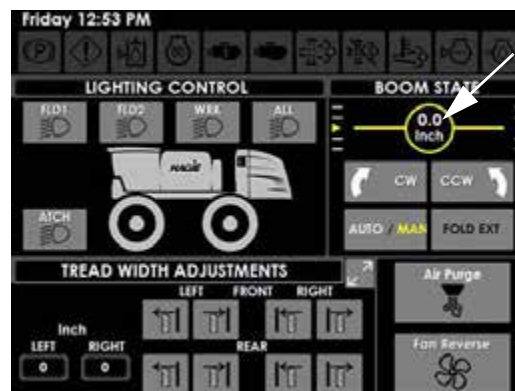 Friday 12:53 PM
LIGHTING CONTROL
FLD1 FLD2 WRK ALL
HAGIE
ATCH
BOOM STATE
0.0
Inch
CW CCW
AUTO / MAN FOLD EXT
TREAD WIDTH ADJUSTMENTS
LEFT FRONT RIGHT
Inch
LEFT RIGHT
REAR
0 0
Air Purge
Fan Reverse